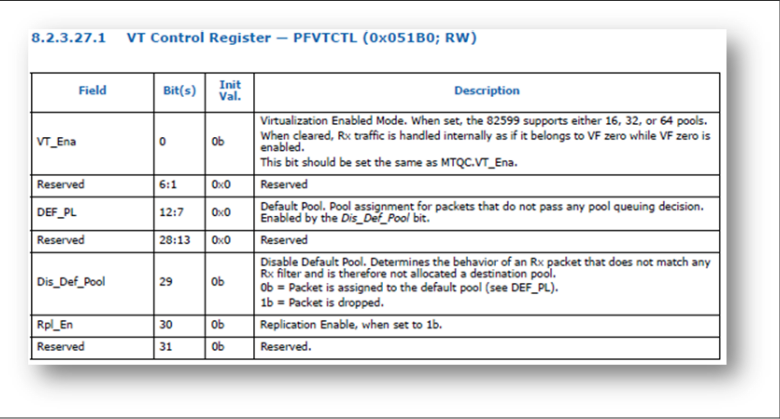 8.2.3.27.1 VT Control Register — PFVTCTL (0x051B0; RW)
Field Bit(s) Init Val. Description
VT_Ena 0 0b Virtualization Enabled Mode. When set, the 82599 supports either 16, 32, or 64 pools.
When cleared, Rx traffic is handled internally as if it belongs to VF zero while VF zero is
enabled.
This bit should be set the same as MTQC.VT_Ena.
Reserved 6:1 0x0 Reserved
DEF_PL 12:7 0x0 Default Pool. Pool assignment for packets that do not pass any pool queuing decision.
Enabled by the Dis_Def_Pool bit.
Reserved 28:13 0x0 Reserved
Dis_Def_Pool 29 0b Disable Default Pool. Determines the behavior of an Rx packet that does not match any
Rx filter and is therefore not allocated a destination pool.
0b = Packet is assigned to the default pool (see DEF_PL).
1b = Packet is dropped.
Rpl_En 30 0b Replication Enable, when set to 1b.
Reserved 31 0b Reserved.